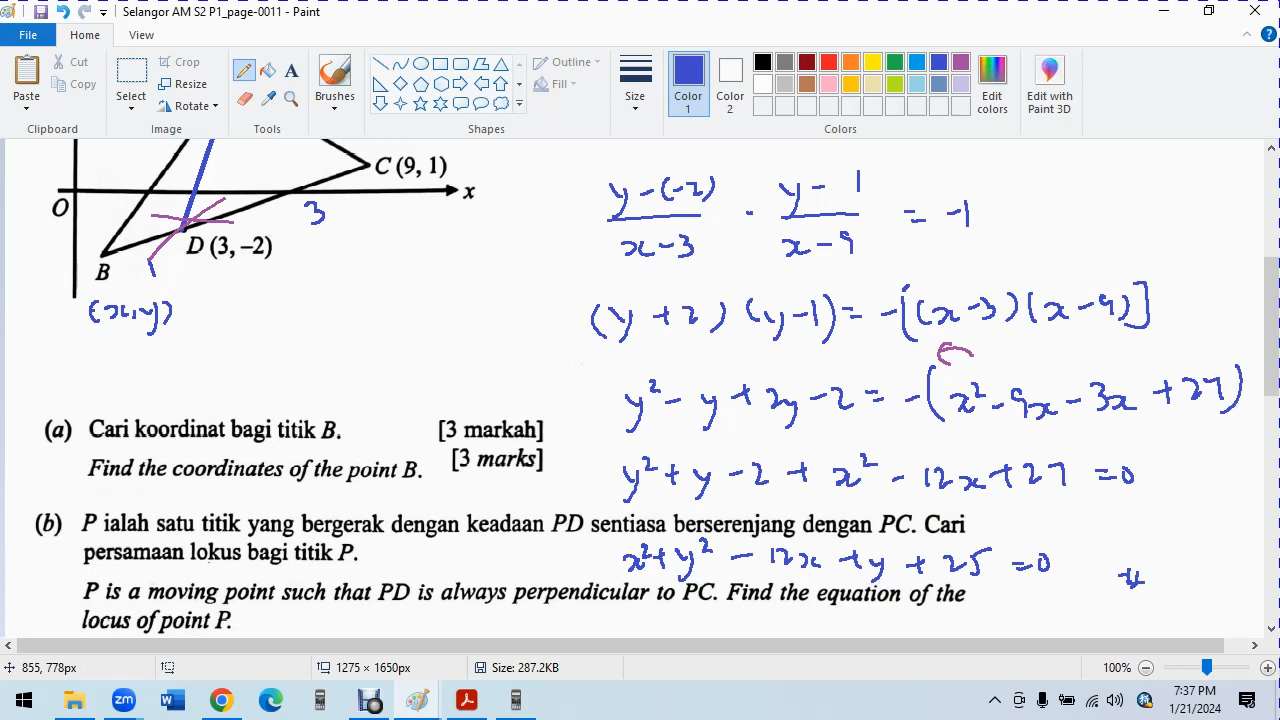 Selangor AM S2 P1_page-0011 - Paint
File Home View
Paste Cut Copy Clipboard
Select Crop Resize Rotate Image
A Tools
Brushes
Outline Fill Shapes
Size
Color 1 Color 2 Edit colors Colors
Edit with Paint 3D
C (9, 1)
O x
3
D (3, –2)
B
(x, y)
y-(-2) / x-3 · y-1 / x-9 = -1
(y+2)(y-1) = -[(x-3)(x-9)]
y² - y + 2y - 2 = -(x² - 9x - 3x + 27)
y² + y - 2 + x² - 12x + 27 = 0
x² + y² - 12x + y + 25 = 0 #
(a) Cari koordinat bagi titik B. [3 markah]
Find the coordinates of the point B. [3 marks]
(b) P ialah satu titik yang bergerak dengan keadaan PD sentiasa berserenjang dengan PC. Cari
persamaan lokus bagi titik P.
P is a moving point such that PD is always perpendicular to PC. Find the equation of the
locus of point P.
855, 778px 1275 × 1650px Size: 287.2KB 100%
zm W
7:37 PM
1/21/2024